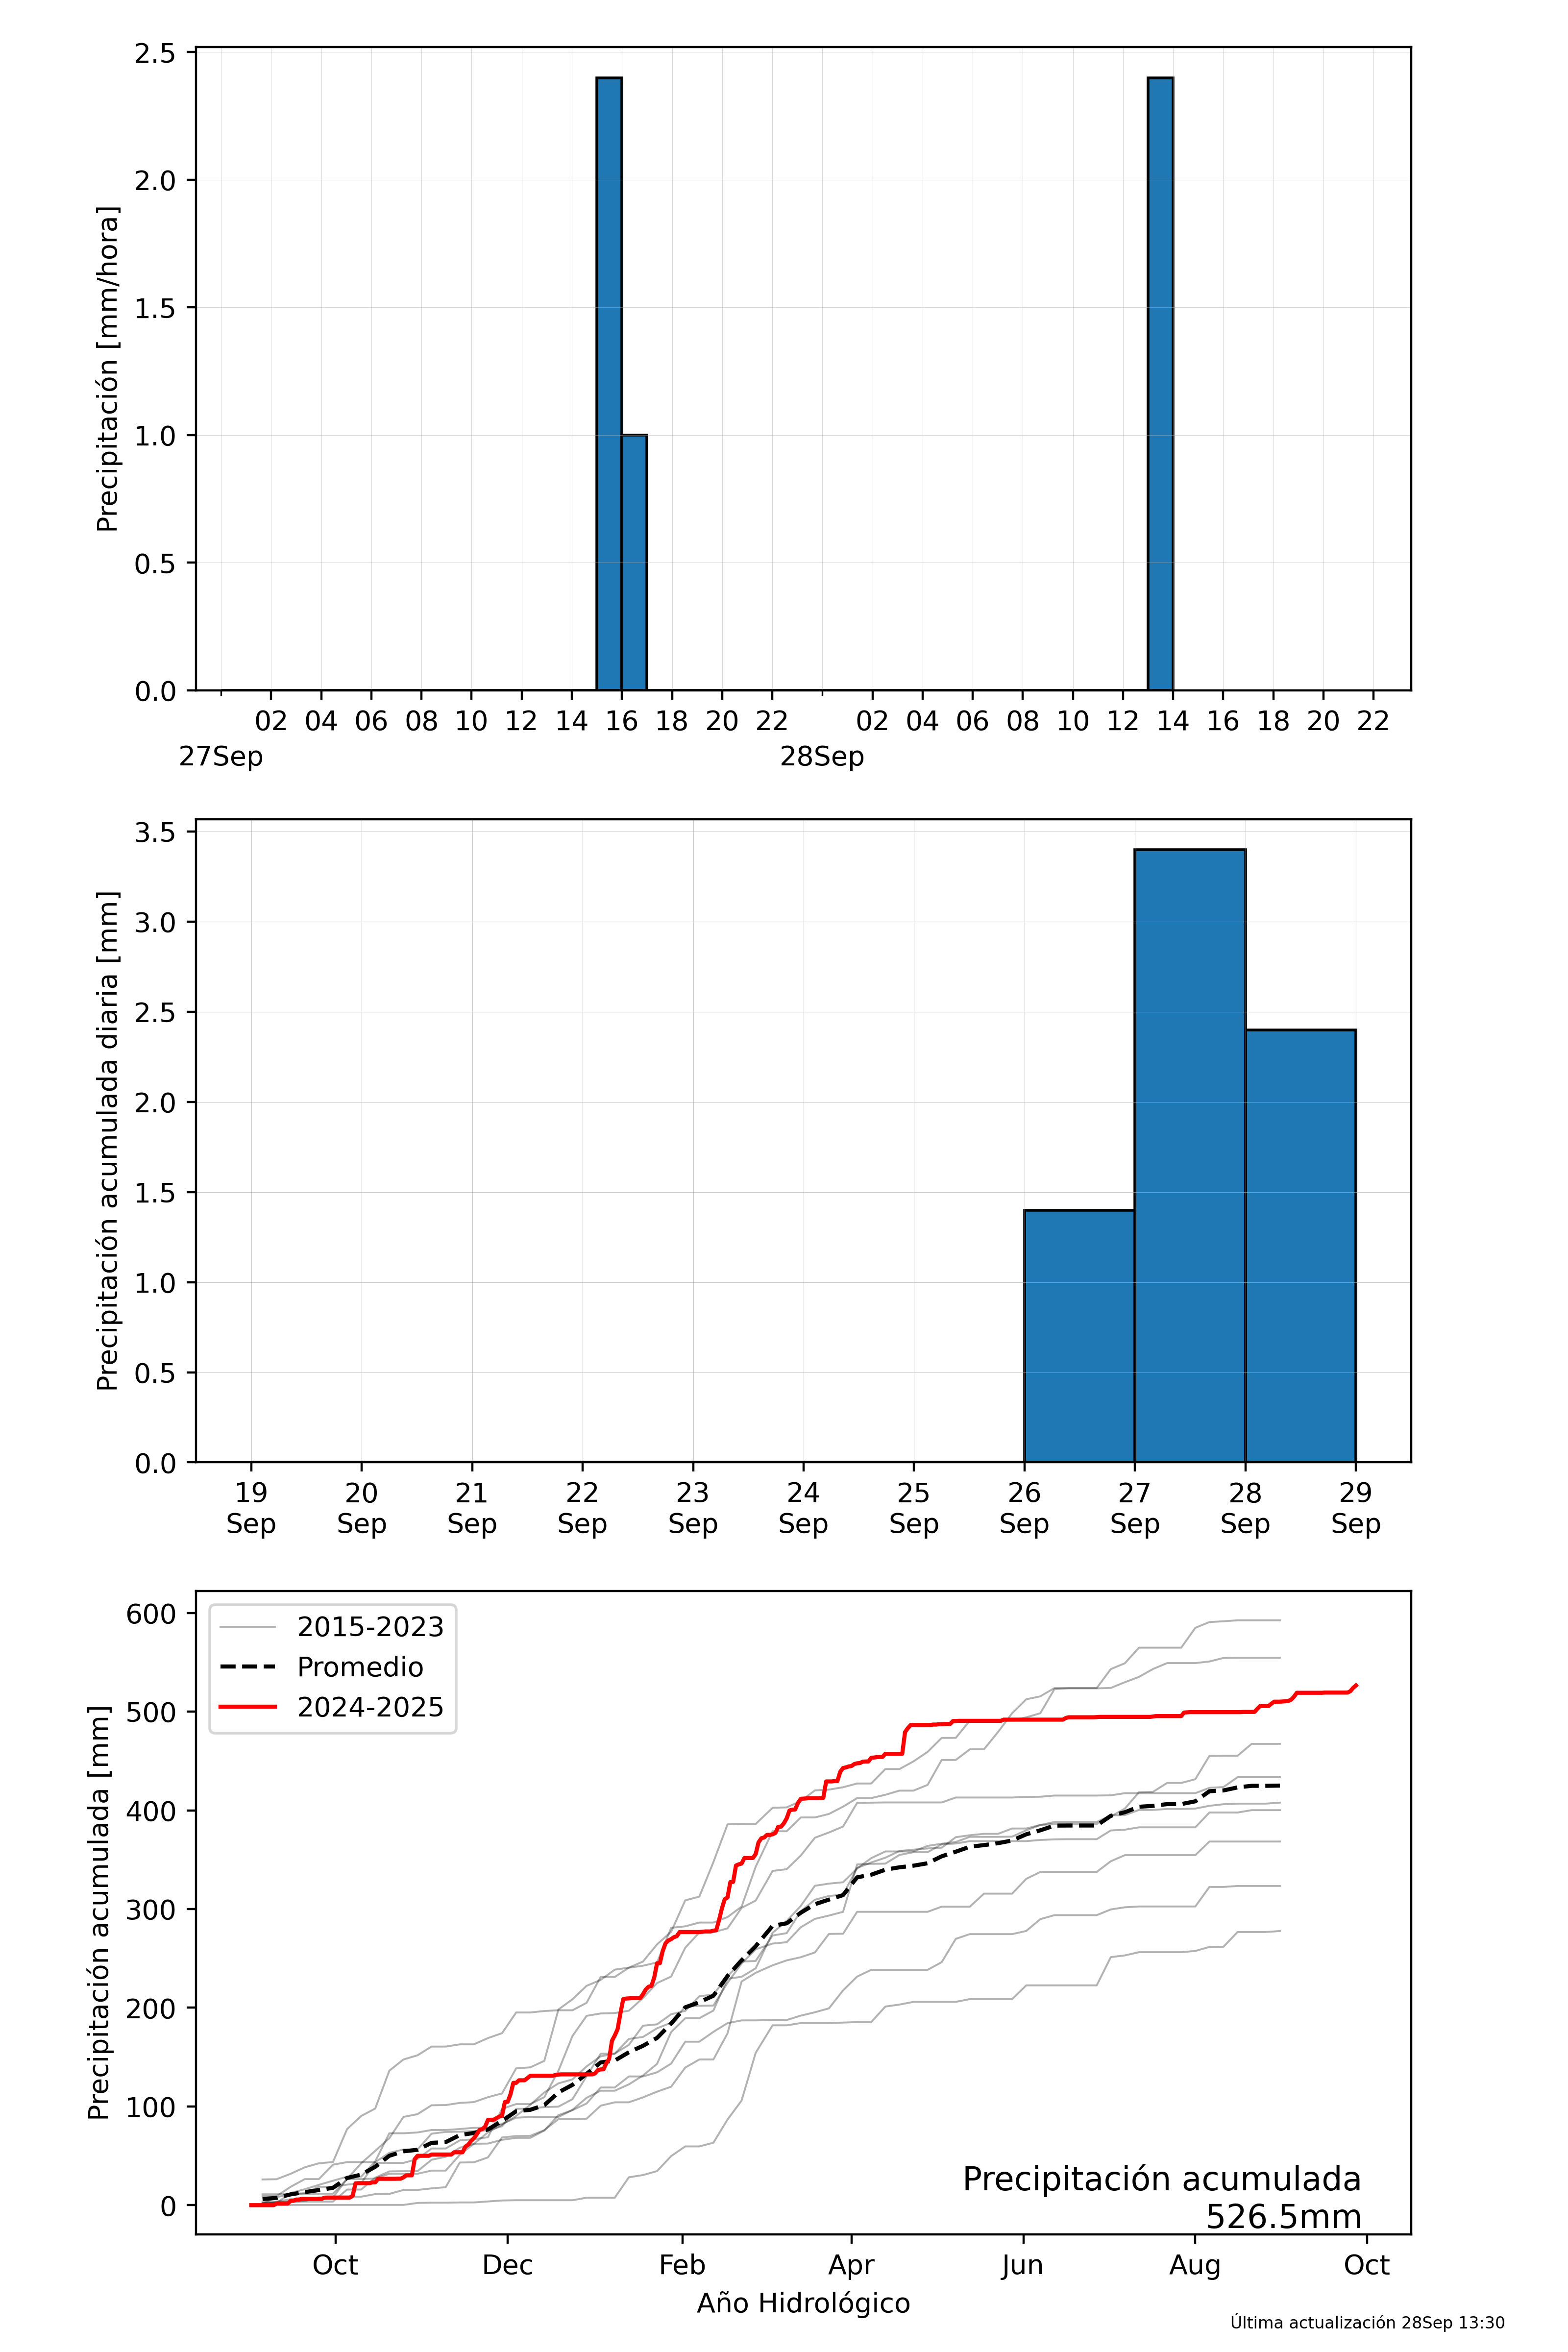 2.5
2.0
1.5
1.0
0.5
0.0
Precipitación [mm/hora]
02 04 06 08 10 12 14 16 18 20 22 02 04 06 08 10 12 14 16 18 20 22
27Sep 28Sep
3.5
3.0
2.5
2.0
1.5
1.0
0.5
0.0
Precipitación acumulada diaria [mm]
19 20 21 22 23 24 25 26 27 28 29
Sep Sep Sep Sep Sep Sep Sep Sep Sep Sep Sep
600
500
400
300
200
100
0
Precipitación acumulada [mm]
2015-2023
Promedio
2024-2025
Precipitación acumulada
526.5mm
Oct Dec Feb Apr Jun Aug Oct
Año Hidrológico
Última actualización 28Sep 13:30